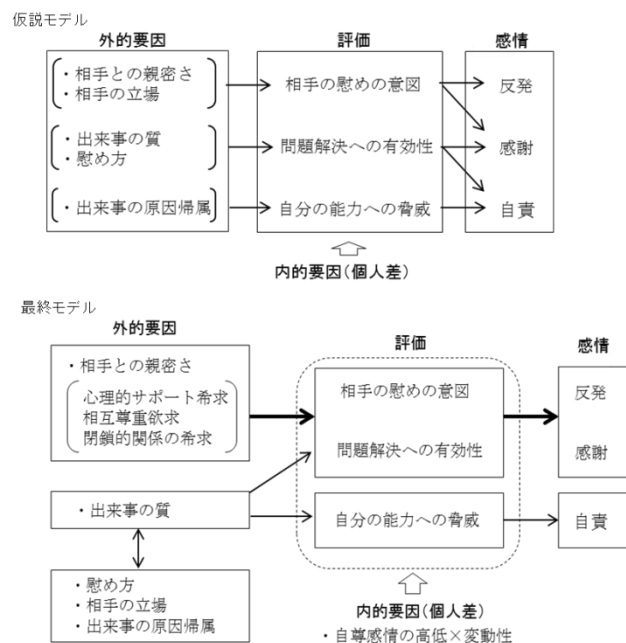 仮説モデル
外的要因
評価
感情
・相手との親密さ
・相手の立場
相手の慰めの意図
反発
・出来事の質
・慰め方
問題解決への有効性
感謝
・出来事の原因帰属
自分の能力への脅威
自責
内的要因(個人差)
最終モデル
外的要因
評価
感情
・相手との親密さ
心理的サポート希求
相互尊重欲求
閉鎖的関係の希求
相手の慰めの意図
反発
問題解決への有効性
感謝
・出来事の質
自分の能力への脅威
自責
・慰め方
・相手の立場
・出来事の原因帰属
内的要因(個人差)
・自尊感情の高低×変動性